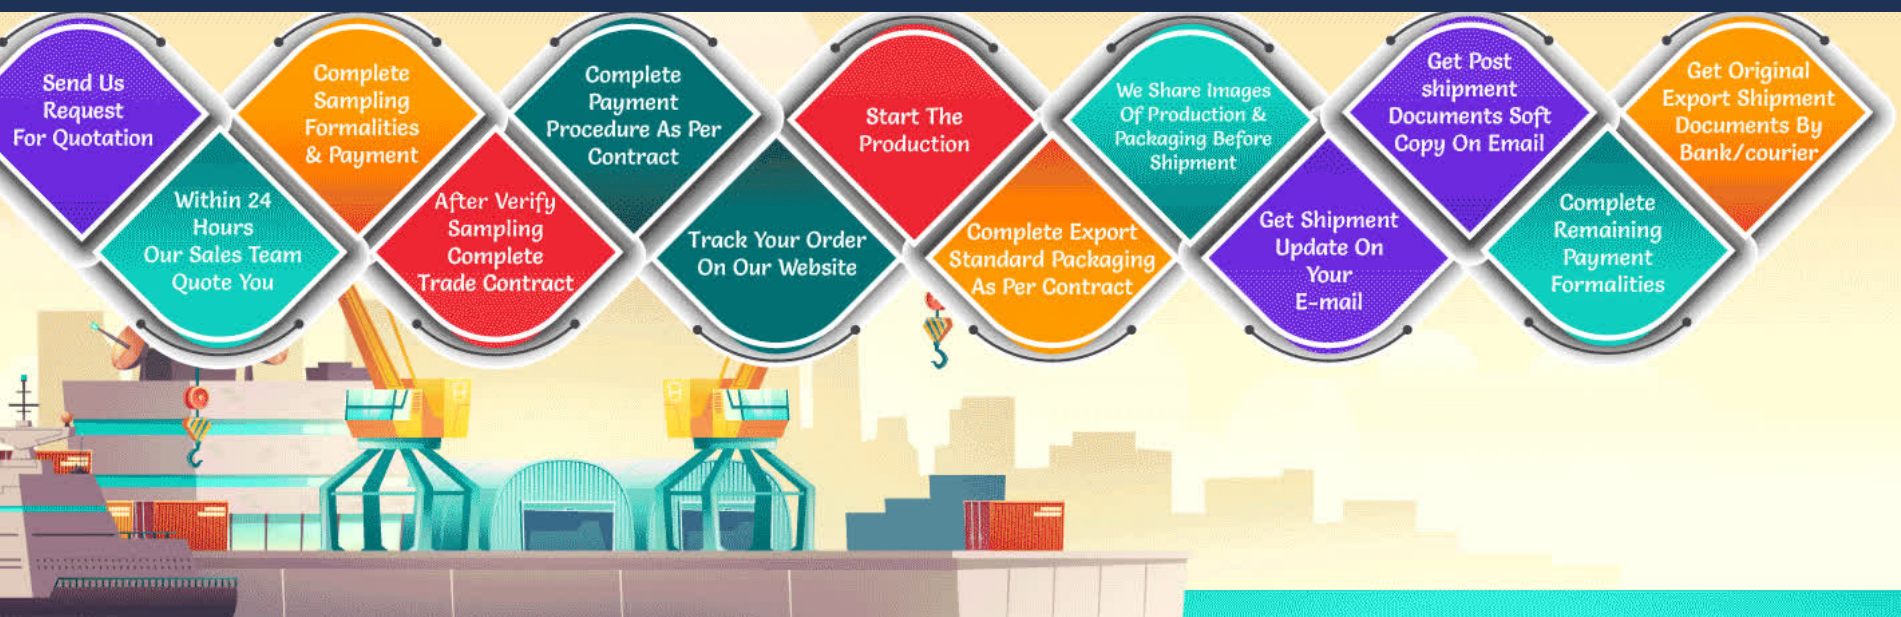 Send Us
Request
For Quotation
Within 24
Hours
Our Sales Team
Quote You
Complete
Sampling
Formalities
& Payment
After Verify
Sampling
Complete
Trade Contract
Complete
Payment
Procedure As Per
Contract
Track Your Order
On Our Website
Start The
Production
Complete Export
Standard Packaging
As Per Contract
We Share Images
Of Production &
Packaging Before
Shipment
Get Shipment
Update On
Your
E-mail
Get Post
shipment
Documents Soft
Copy On Email
Complete
Remaining
Payment
Formalities
Get Original
Export Shipment
Documents By
Bank/courier